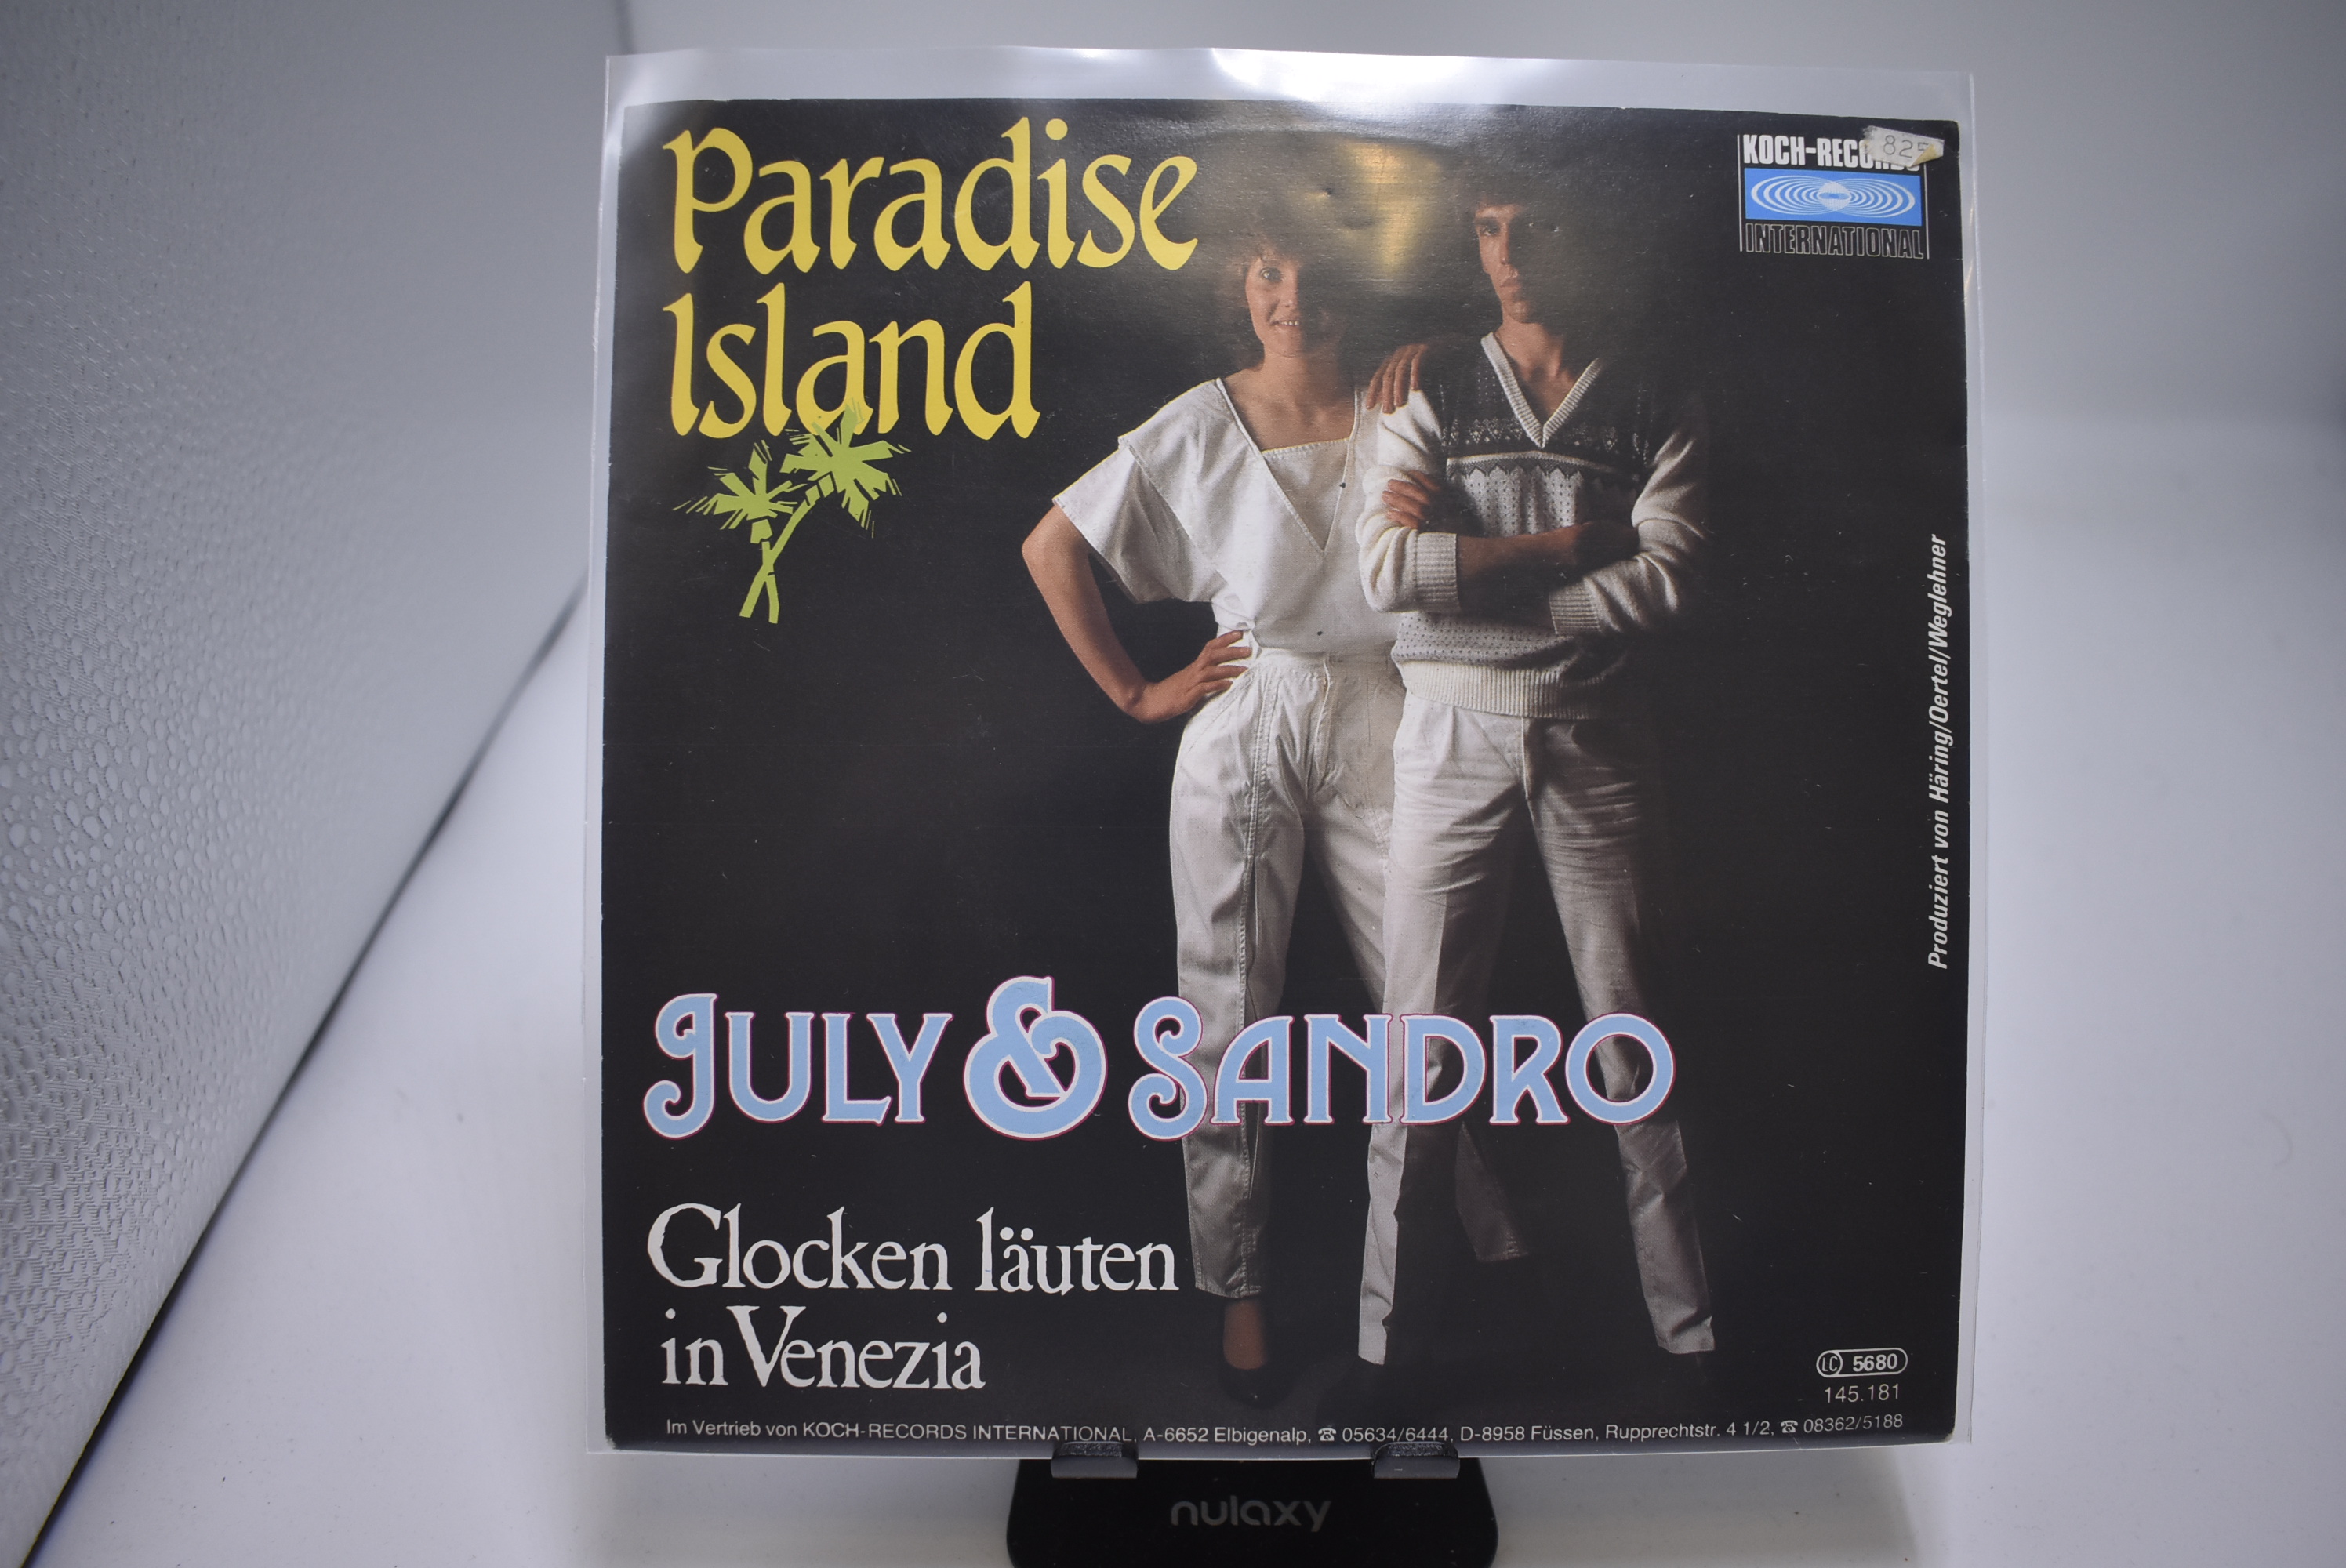 Paradise
Island
KOCH-RECORDS
825
INTERNATIONAL
Produziert von Häring/Oertel/Weglehner
JULY & SANDRO
Glocken läuten
in Venezia
LC 5680
145.181
Im Vertrieb von KOCH-RECORDS INTERNATIONAL, A-6652 Elbigenalp, ☎ 05634/6444, D-8958 Füssen, Rupprechtstr. 4 1/2, ☎ 08362/5188
nulaxy